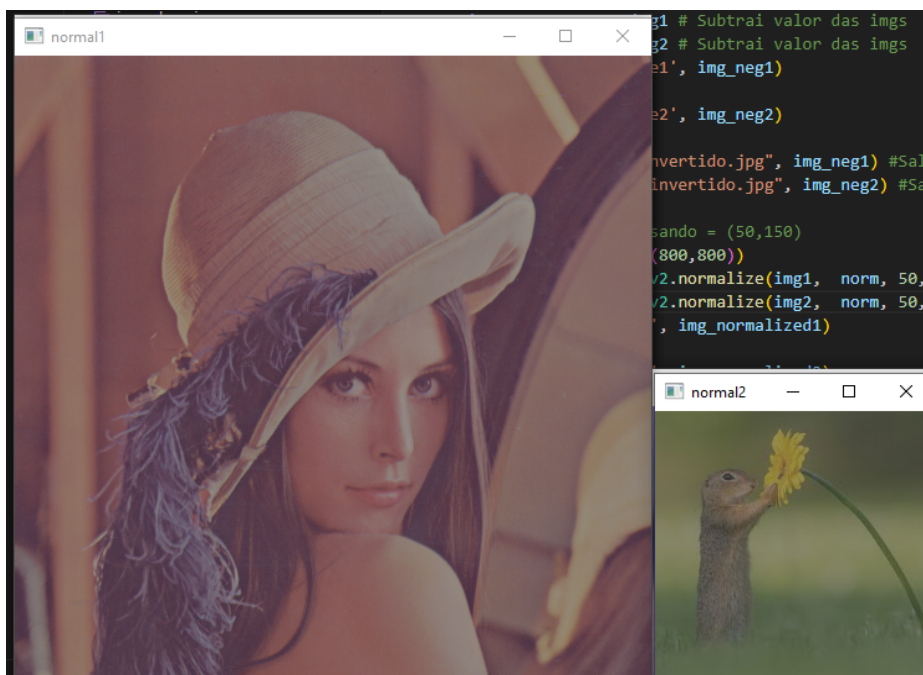 normal1
g1 # Subtrai valor das imgs
g2 # Subtrai valor das imgs
e1', img_neg1)
e2', img_neg2)
nvertido.jpg", img_neg1) #Sal
invertido.jpg", img_neg2) #Sa
sando = (50,150)
(800,800))
v2.normalize(img1,  norm, 50,
v2.normalize(img2,  norm, 50,
', img_normalized1)
normal2